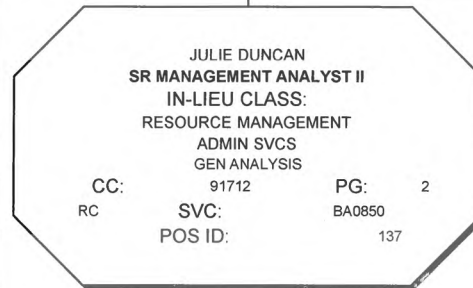 JULIE DUNCAN
SR MANAGEMENT ANALYST II
IN-LIEU CLASS:
RESOURCE MANAGEMENT
ADMIN SVCS
GEN ANALYSIS
CC: 91712 PG: 2
RC SVC: BA0850
POS ID: 137